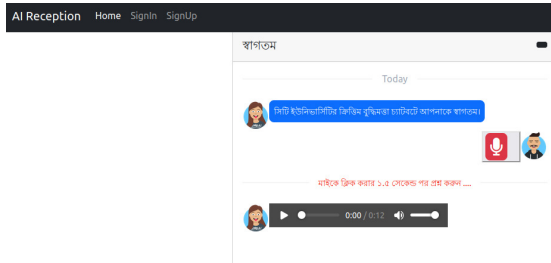 AI Reception Home SignIn SignUp
স্বাগতম
Today
সিটি ইউনিভার্সিটির ক্রিত্তিম বুদ্ধিমত্তা চ্যাটবটে আপনাকে স্বাগতম।
মাইকে ক্লিক করার ১.৫ সেকেন্ড পর প্রশ্ন করুন ....
0:00 / 0:12